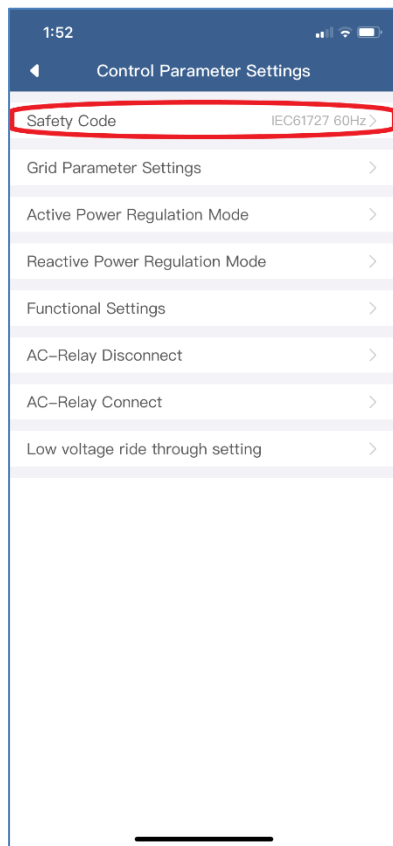 1:52
Control Parameter Settings
Safety Code IEC61727 60Hz
Grid Parameter Settings
Active Power Regulation Mode
Reactive Power Regulation Mode
Functional Settings
AC-Relay Disconnect
AC-Relay Connect
Low voltage ride through setting